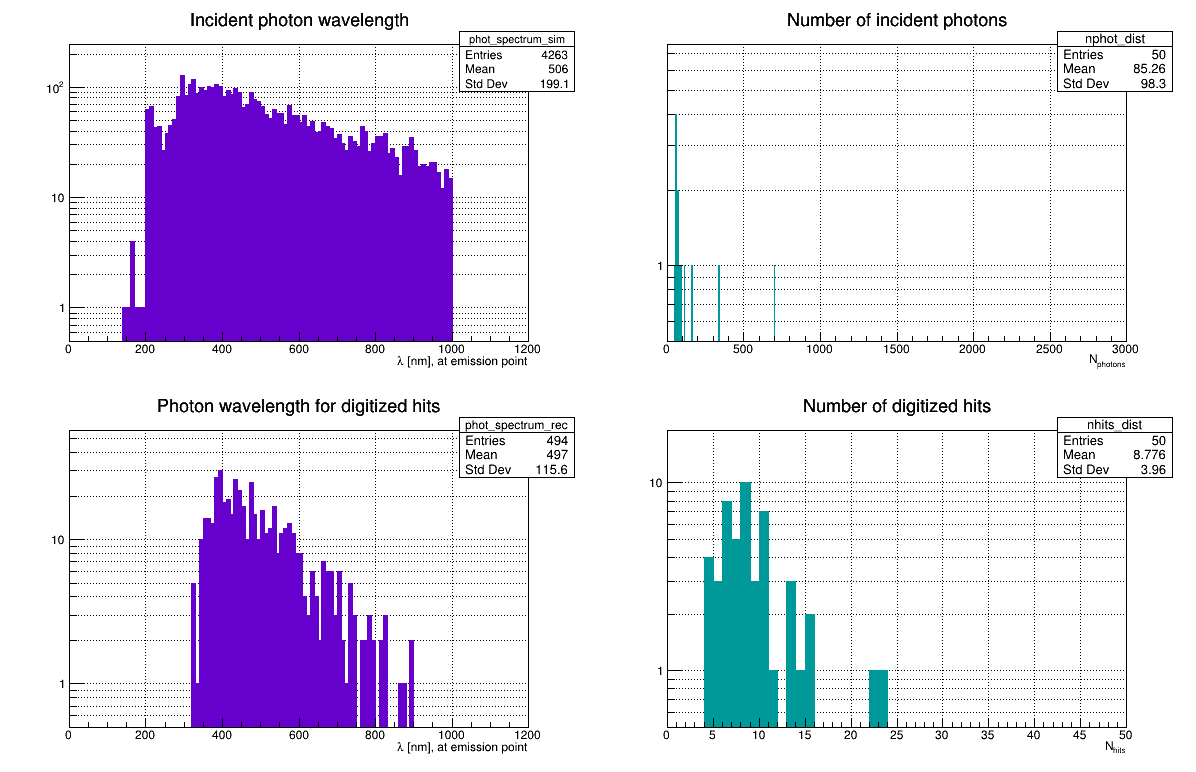 Incident photon wavelength
phot_spectrum_sim
Entries 4263
Mean 506
Std Dev 199.1
10²
10
1
0 200 400 600 800 1000 1200
λ [nm], at emission point
Number of incident photons
nphot_dist
Entries 50
Mean 85.26
Std Dev 98.3
1
0 500 1000 1500 2000 2500 3000
Nphotons
Photon wavelength for digitized hits
phot_spectrum_rec
Entries 494
Mean 497
Std Dev 115.6
10
1
0 200 400 600 800 1000 1200
λ [nm], at emission point
Number of digitized hits
nhits_dist
Entries 50
Mean 8.776
Std Dev 3.96
10
1
0 5 10 15 20 25 30 35 40 45 50
Nhits